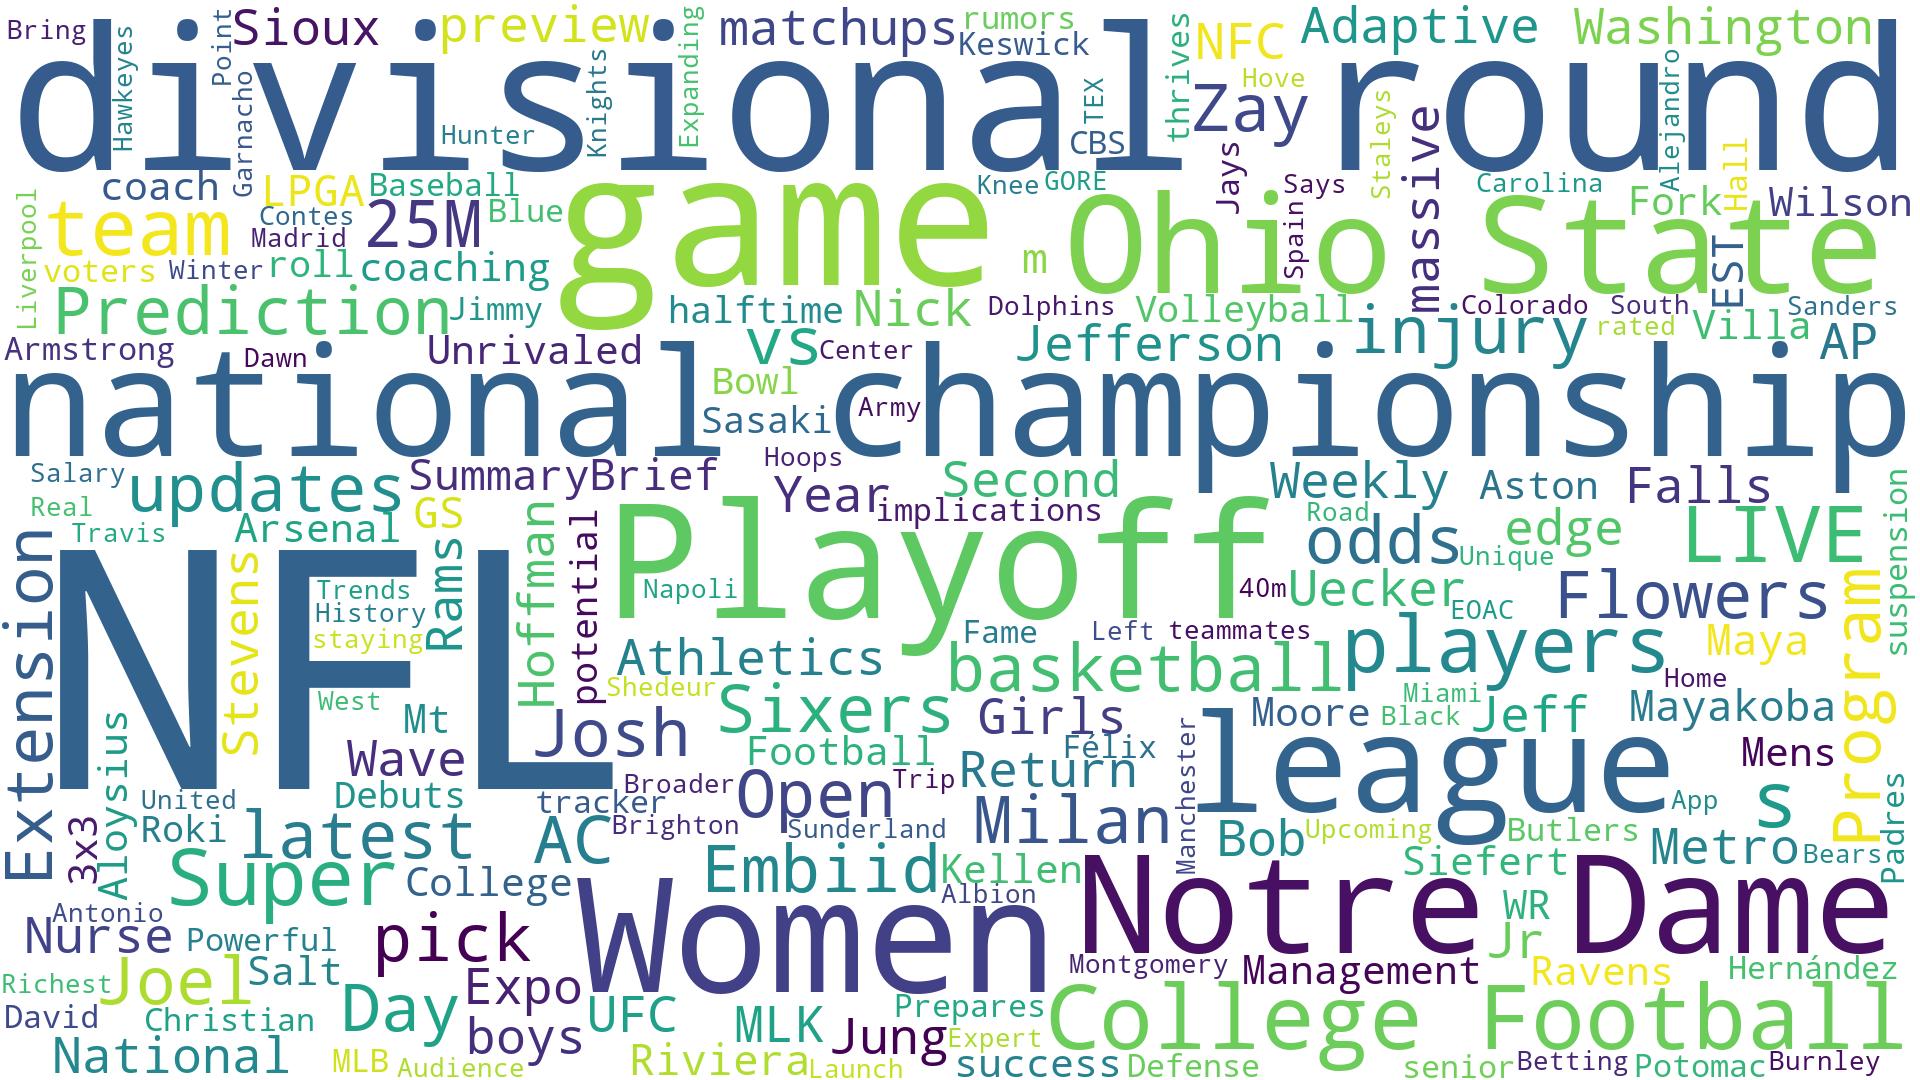 Bring
Hawkeyes
Point
Sioux
preview
Expanding
matchups
rumors
Keswick
thrives
NFC
Adaptive
Washington
divisional round
Garnacho
Hunter
Knights
TEX
CBS
Hove
Zay
Jays
Staleys
massive
Alejandro
Hall
coach
LPGA
Baseball
Knee
GORE
Says
Carolina
Fork
Wilson
Liverpool
team
Contes
Madrid
25M
Blue
game
Ohio State
Spain
EST
voters
Winter
roll
coaching
m
Prediction
Jimmy
halftime
Nick
Dolphins
Volleyball
Colorado
South
Sanders
Armstrong
Dawn
Unrivaled
vs
Center
Jefferson
injury
rated
Villa
AP
national championship
Bowl
Sasaki
Army
Salary
updates
SummaryBrief
Hoops
Year
Second
implications
Weekly
Aston
Falls
Real
Travis
Arsenal
GS
Hoffman
potential
Playoff
Road
odds
Unique
edge
LIVE
suspension
Extension
NFL
Stevens
Trends
History
staying
Rams
Napoli
40m
Uecker
EOAC
Flowers
Program
West
Mt
Athletics
Shedeur
Fame
Left
teammates
basketball
players
Maya
Home
Aloysius
Wave
Josh
Sixers
Girls
Manchester
Moore
Miami
Black
Jeff
Mayakoba
Football
Félix
Mens
United
Debuts
tracker
Broader
Open
Trip
Return
league
App
s
Padres
3x3
Roki
latest
AC
Brighton
Sunderland
Milan
Bob
Upcoming
Butlers
Metro
Bears
Super
College
Embiid
Kellen
Albion
Siefert
Antonio
Nurse
Powerful
pick
Women
Notre Dame
WR
Jr
Richest
Joel
Salt
Expo
Montgomery
Management
Ravens
Hernández
David
Christian
Day
boys
UFC
MLK
Prepares
Jung
Expert
College Football
National
MLB
Audience
Riviera
Launch
success
Defense
senior
Betting
Potomac
Burnley